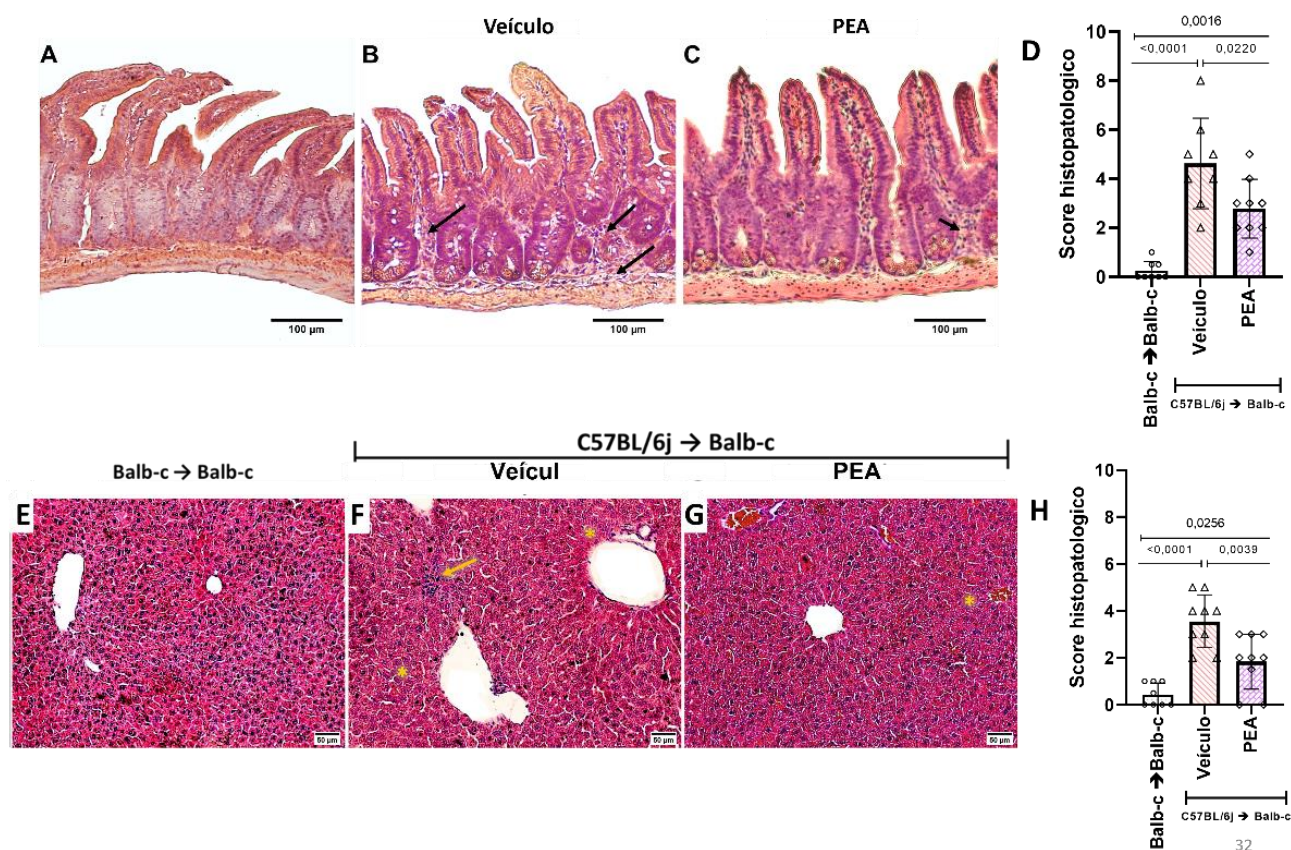 Veículo
PEA
A
B
C
100 µm
100 µm
100 µm
D
0,0016
<0.0001
0,0220
Score histopatologico
10
8
6
4
2
0
Balb-c → Balb-c
Veículo
PEA
C57BL/6j → Balb-c
C57BL/6j → Balb-c
Balb-c → Balb-c
Veícul
PEA
E
F
*
*
G
*
50 µm
50 µm
50 µm
H
0,0256
<0,0001
0,0039
Score histopatologico
10
8
6
4
2
0
Balb-c → Balb-c
Veículo
PEA
C57BL/6j → Balb-c
32